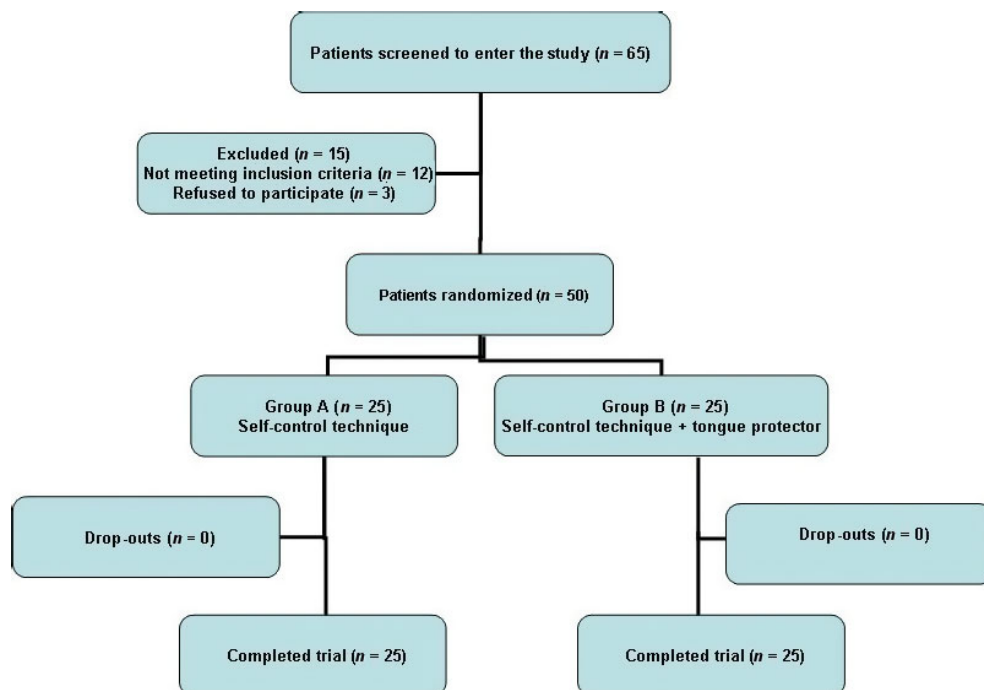 Patients screened to enter the study (n = 65)
Excluded (n = 15)
Not meeting inclusion criteria (n = 12)
Refused to participate (n = 3)
Patients randomized (n = 50)
Group A (n = 25)
Self-control technique
Group B (n = 25)
Self-control technique + tongue protector
Drop-outs (n = 0)
Drop-outs (n = 0)
Completed trial (n = 25)
Completed trial (n = 25)